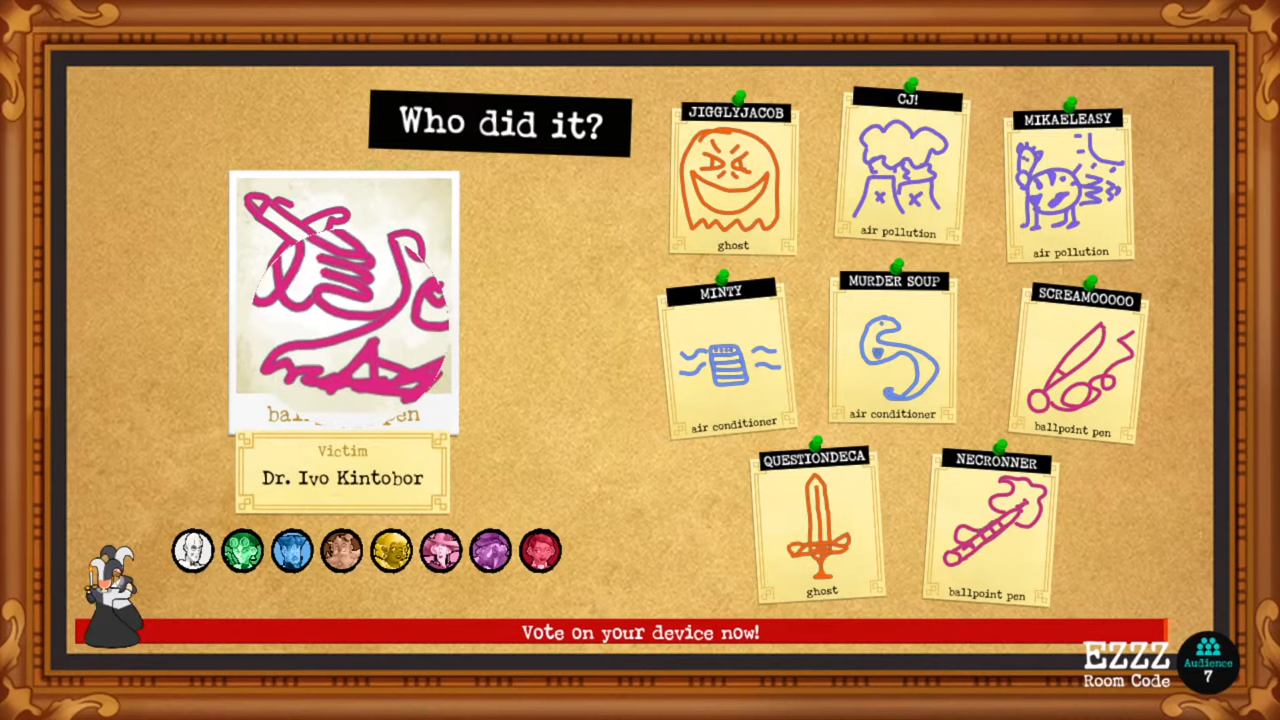 Who did it?
ba
en
Victim
Dr. Ivo Kintobor
JIGGLYJACOB
ghost
CJ!
air pollution
MIKAELEASY
air pollution
MINTY
air conditioner
MURDER SOUP
air conditioner
SCREAMOOOOO
ballpoint pen
QUESTIONDECA
ghost
NECRONNER
ballpoint pen
Vote on your device now!
EZZZ
Room Code
Audience
7